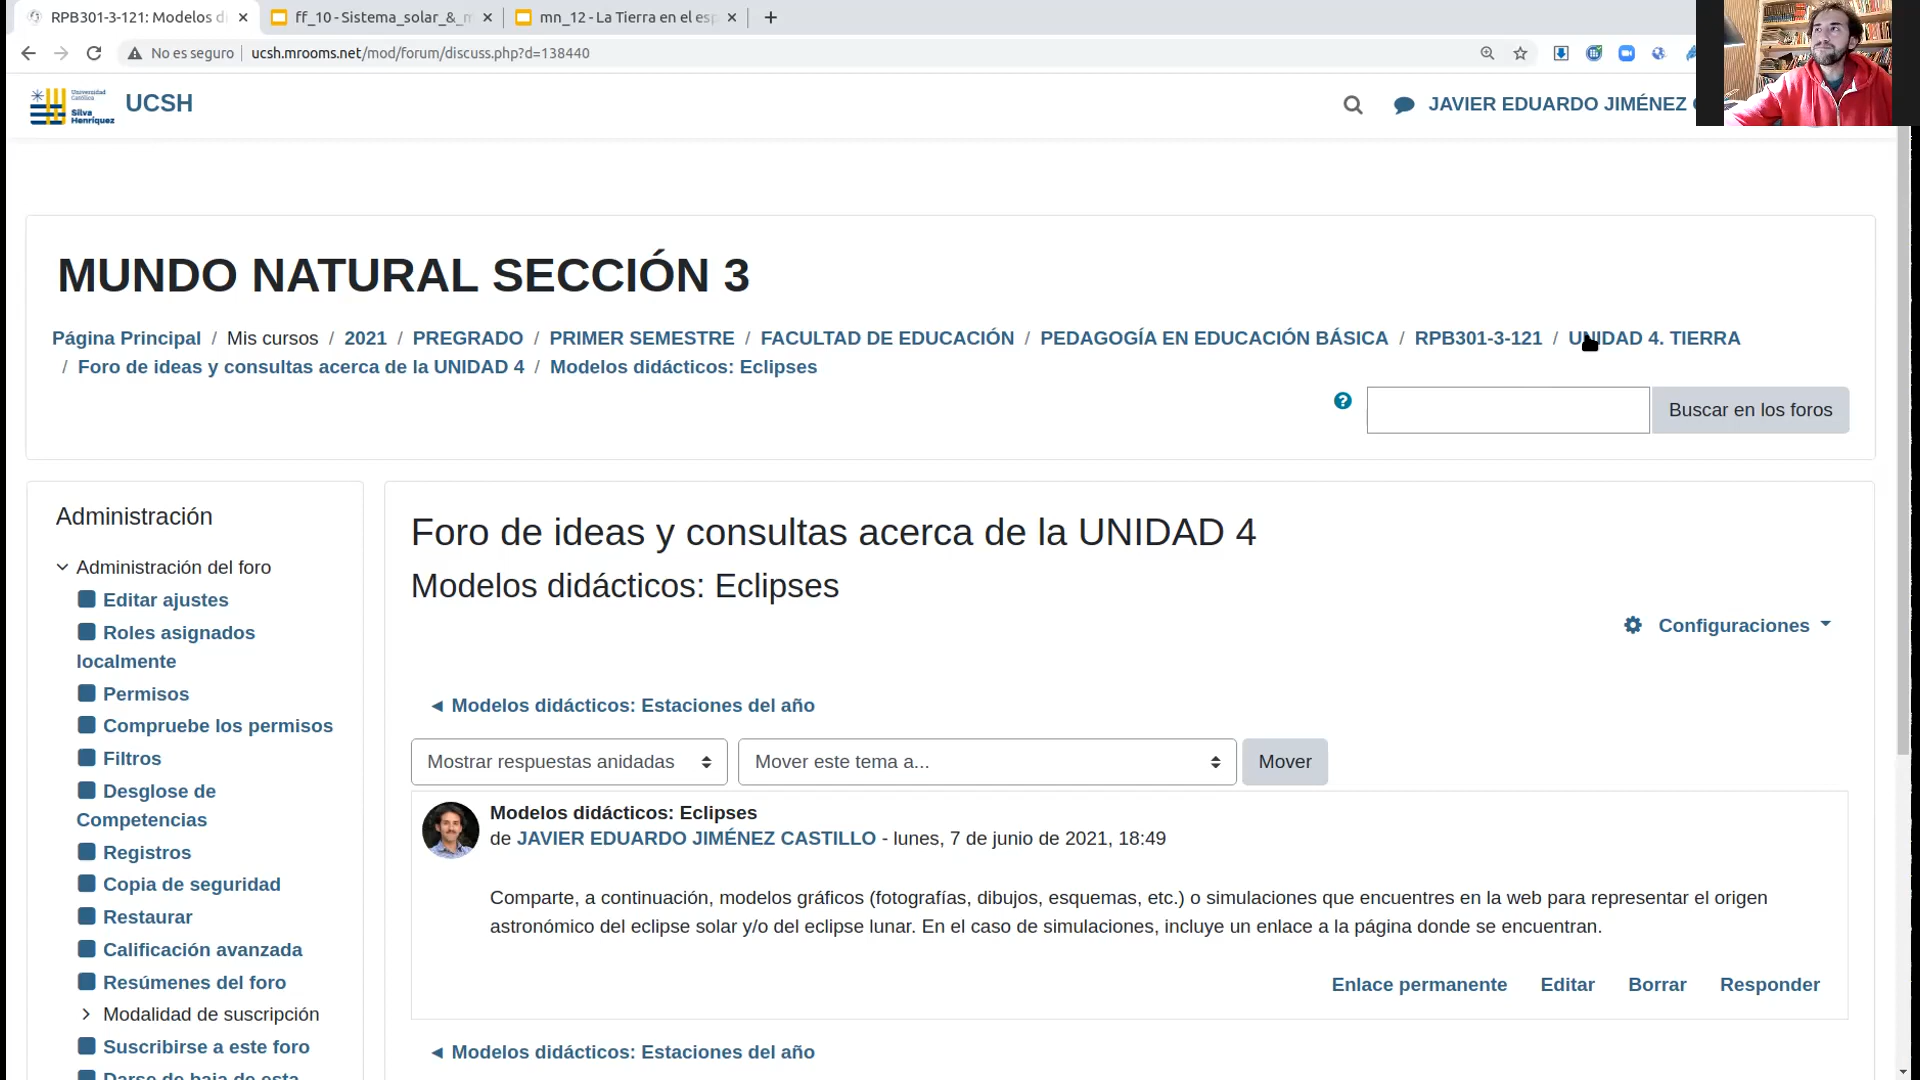 RPB301-3-121: Modelos d
ff_10 - Sistema_solar_&_m
mn_12 - La Tierra en el esp
No es seguro
ucsh.mrooms.net/mod/forum/discuss.php?d=138440
Universidad
Católica
Silva
Henríquez
UCSH
JAVIER EDUARDO JIMÉNEZ
MUNDO NATURAL SECCIÓN 3
Página Principal / Mis cursos / 2021 / PREGRADO / PRIMER SEMESTRE / FACULTAD DE EDUCACIÓN / PEDAGOGÍA EN EDUCACIÓN BÁSICA / RPB301-3-121 / UNIDAD 4. TIERRA
/ Foro de ideas y consultas acerca de la UNIDAD 4 / Modelos didácticos: Eclipses
Buscar en los foros
Administración
Administración del foro
Editar ajustes
Roles asignados
localmente
Permisos
Compruebe los permisos
Filtros
Desglose de
Competencias
Registros
Copia de seguridad
Restaurar
Calificación avanzada
Resúmenes del foro
Modalidad de suscripción
Suscribirse a este foro
Darse de baja de esta
Foro de ideas y consultas acerca de la UNIDAD 4
Modelos didácticos: Eclipses
Configuraciones
◄ Modelos didácticos: Estaciones del año
Mostrar respuestas anidadas
Mover este tema a...
Mover
Modelos didácticos: Eclipses
de JAVIER EDUARDO JIMÉNEZ CASTILLO - lunes, 7 de junio de 2021, 18:49
Comparte, a continuación, modelos gráficos (fotografías, dibujos, esquemas, etc.) o simulaciones que encuentres en la web para representar el origen
astronómico del eclipse solar y/o del eclipse lunar. En el caso de simulaciones, incluye un enlace a la página donde se encuentran.
Enlace permanente
Editar
Borrar
Responder
◄ Modelos didácticos: Estaciones del año